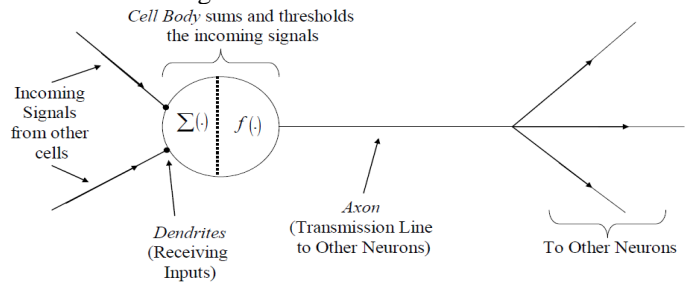 Cell Body sums and thresholds
the incoming signals
Incoming
Signals
from other
cells
∑(·)
f(·)
Dendrites
(Receiving
Inputs)
Axon
(Transmission Line
to Other Neurons)
To Other Neurons